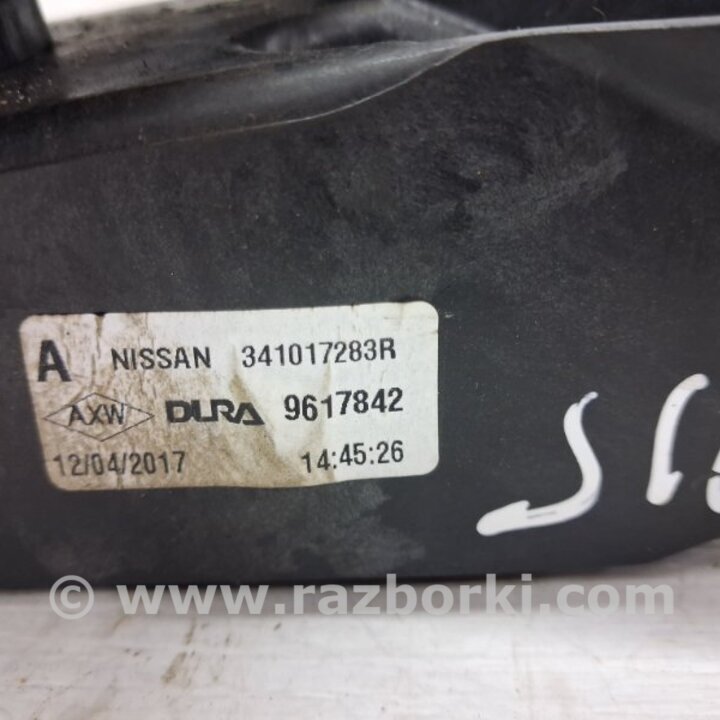 A NISSAN 341017283R
AXW DURA 9617842
12/04/2017 14:45:26
© www.razborki.com